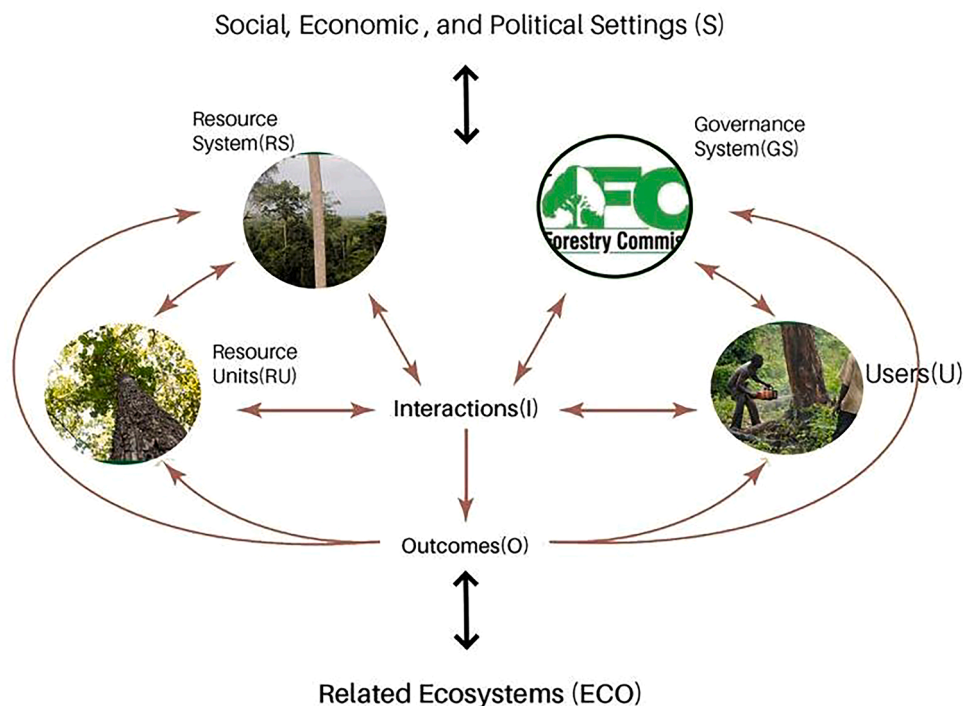 Social, Economic , and Political Settings (S)
Resource
System(RS)
Governance
System(GS)
FC
Forestry Commis
Resource
Units(RU)
Users(U)
Interactions(I)
Outcomes(O)
Related Ecosystems (ECO)